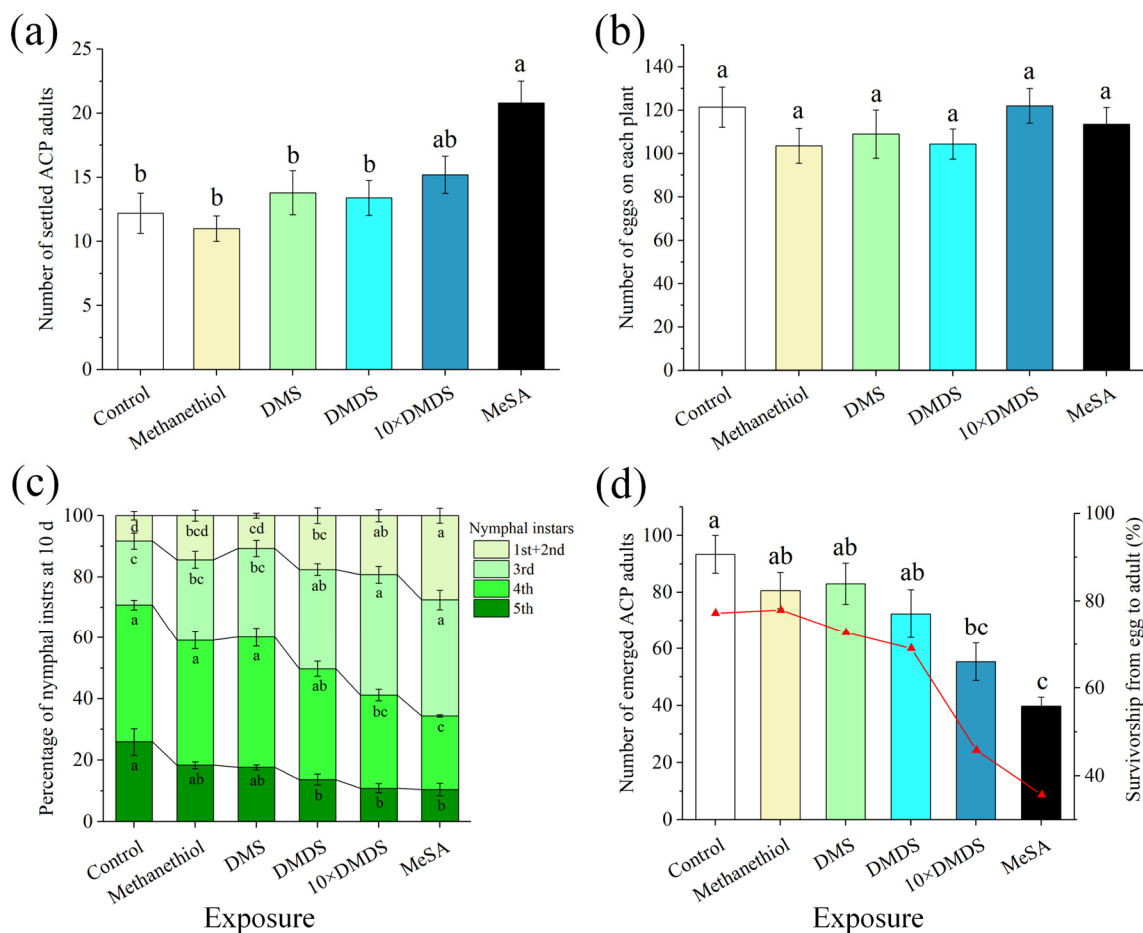 (a)
Number of settled ACP adults
25
20
15
10
5
0
b
b
b
b
ab
a
Control
Methanethiol
DMS
DMDS
10×DMDS
MeSA
(b)
Number of eggs on each plant
140
120
100
80
60
40
20
0
a
a
a
a
a
a
Control
Methanethiol
DMS
DMDS
10×DMDS
MeSA
(c)
Percentage of nymphal instrs at 10 d
100
80
60
40
20
0
d
bcd
cd
bc
ab
a
c
bc
bc
ab
a
a
a
a
a
ab
bc
c
a
ab
ab
b
b
b
Nymphal instars
1st+2nd
3rd
4th
5th
Control
Methanethiol
DMS
DMDS
10×DMDS
MeSA
Exposure
(d)
Number of emerged ACP adults
100
80
60
40
20
0
a
ab
ab
ab
bc
c
100
80
60
40
Survivorship from egg to adult (%)
Control
Methanethiol
DMS
DMDS
10×DMDS
MeSA
Exposure